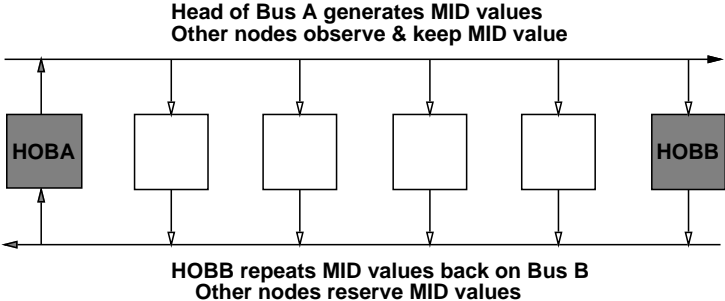 Head of Bus A generates MID values
Other nodes observe & keep MID value
HOBA
HOBB
HOBB repeats MID values back on Bus B
Other nodes reserve MID values